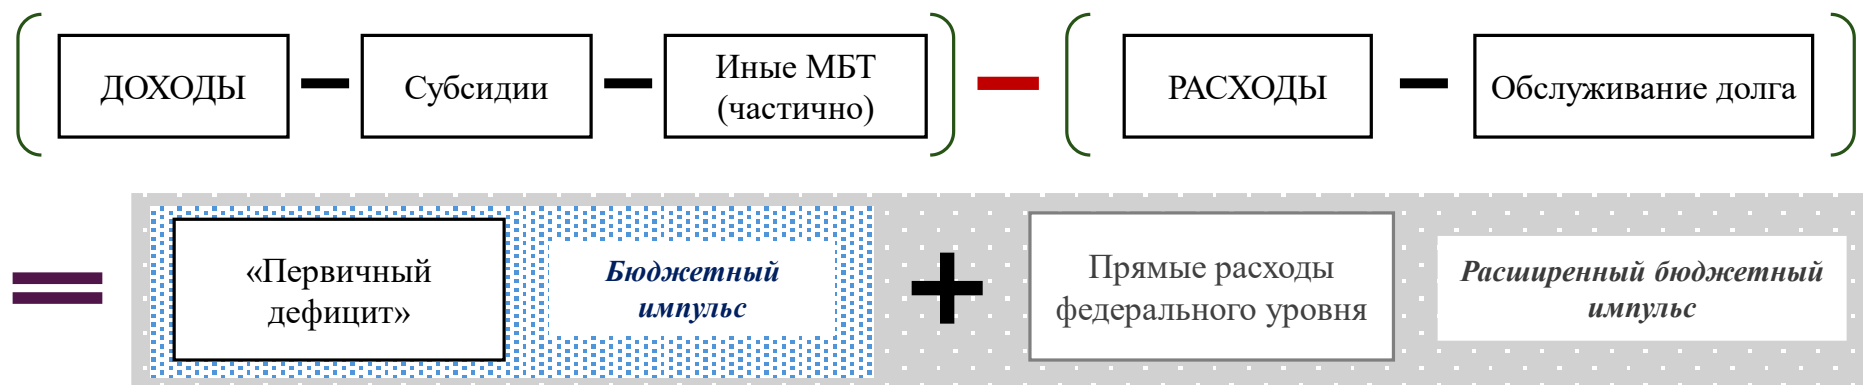 ДОХОДЫ
Субсидии
Иные МБТ
(частично)
РАСХОДЫ
Обслуживание долга
«Первичный
дефицит»
Бюджетный
импульс
Прямые расходы
федерального уровня
Расширенный бюджетный
импульс